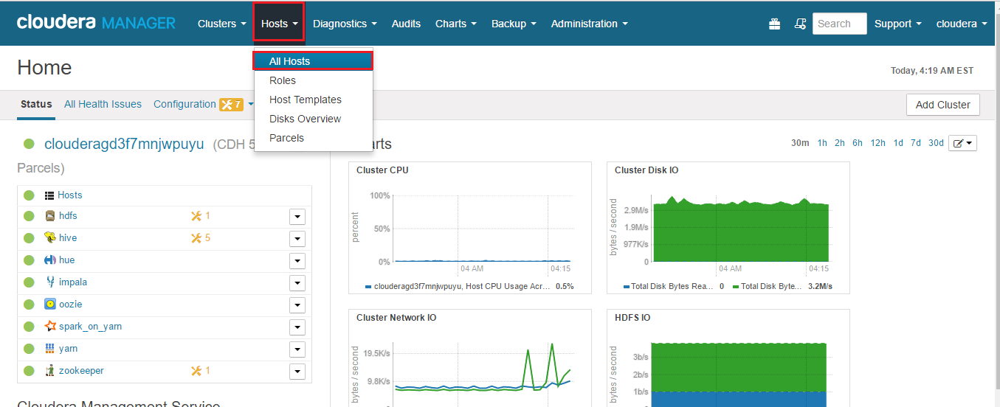 cloudera MANAGER Clusters Hosts Diagnostics Audits Charts Backup Administration Search Support cloudera
All Hosts
Roles
Host Templates
Disks Overview
Parcels
Home
Today, 4:19 AM EST
Status All Health Issues Configuration 7
Add Cluster
clouderagd3f7mnjwpuyu (CDH 5
Parcels)
Hosts
hdfs 1
hive 5
hue
impala
oozie
spark_on_yarn
yarn
zookeeper 1
Cloudera Management Service
arts
30m 1h 2h 6h 12h 1d 7d 30d
Cluster CPU
percent
100%
50%
0%
04 AM 04:15
clouderagd3f7mnjwpuyu, Host CPU Usage Acr... 0.5%
Cluster Disk IO
bytes / second
2.9M/s
1.9M/s
977K/s
0
04 AM 04:15
Total Disk Bytes Rea... 0 Total Disk Byte... 3.2M/s
Cluster Network IO
bytes / second
19.5K/s
9.8K/s
HDFS IO
bytes / second
3b/s
2b/s
1b/s